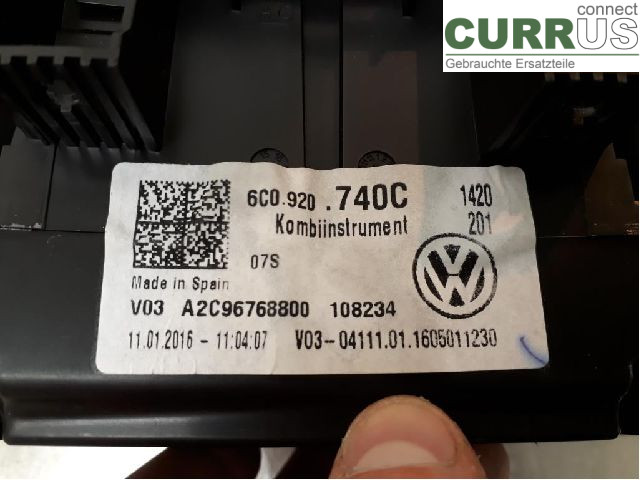 connect
CURRUS
Gebrauchte Ersatzteile
6C0.920 .740C 1420
Kombiinstrument 201
07S
Made in Spain
V03 A2C96768800 108234
11.01.2016 - 11:04:07 V03-04111.01.1605011230